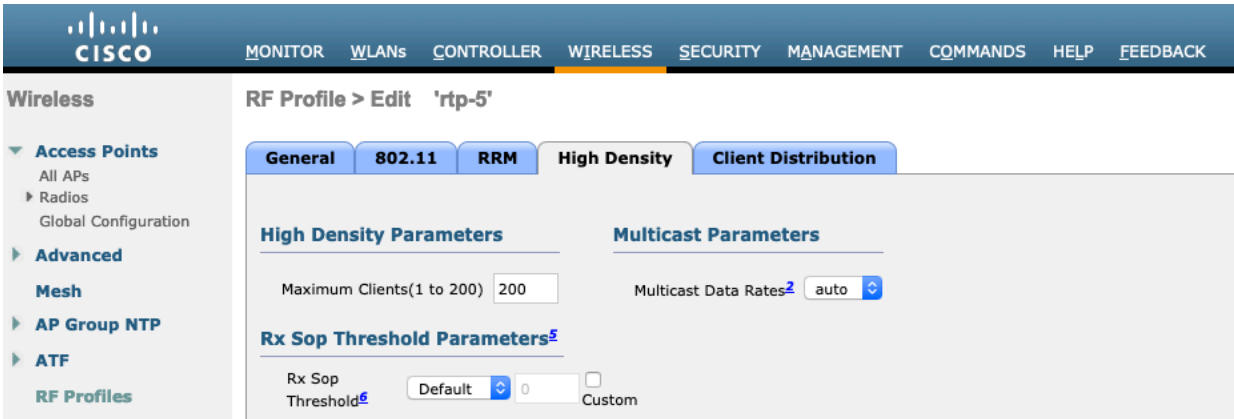 CISCO
MONITOR WLANs CONTROLLER WIRELESS SECURITY MANAGEMENT COMMANDS HELP FEEDBACK
Wireless
Access Points
All APs
Radios
Global Configuration
Advanced
Mesh
AP Group NTP
ATF
RF Profiles
RF Profile > Edit 'rtp-5'
General 802.11 RRM High Density Client Distribution
High Density Parameters
Maximum Clients(1 to 200) 200
Multicast Parameters
Multicast Data Rates2 auto
Rx Sop Threshold Parameters5
Rx Sop
Threshold6 Default 0 Custom